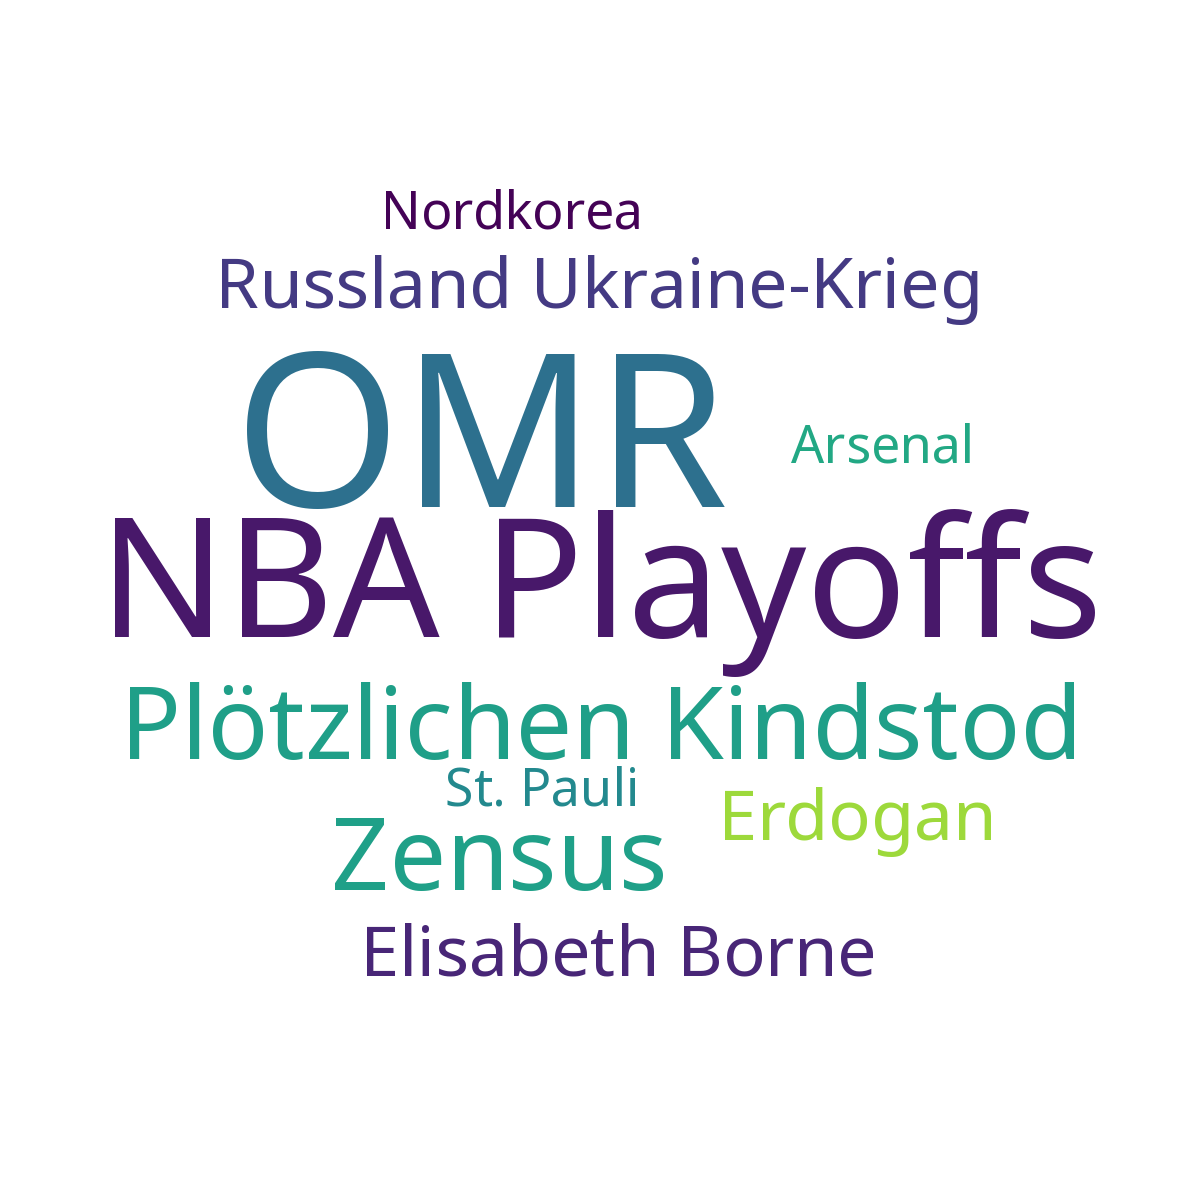 Nordkorea
Russland Ukraine-Krieg
OMR
Arsenal
NBA Playoffs
Plötzlichen Kindstod
St. Pauli
Erdogan
Zensus
Elisabeth Borne